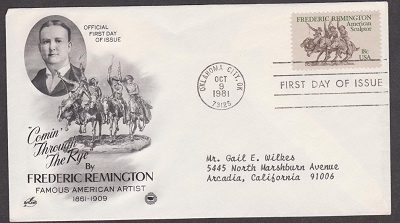 OFFICIAL
FIRST DAY
OF ISSUE
"Comin'
Through
The Rye"
By
FREDERIC REMINGTON
FAMOUS AMERICAN ARTIST
1861-1909
OKLAHOMA CITY, OK
OCT
9
1981
73125
FREDERIC REMINGTON
American
Sculptor
18c
USA
FIRST DAY OF ISSUE
Mr. Gail E. Wilkes
5445 North Marshburn Avenue
Arcadia, California 91006